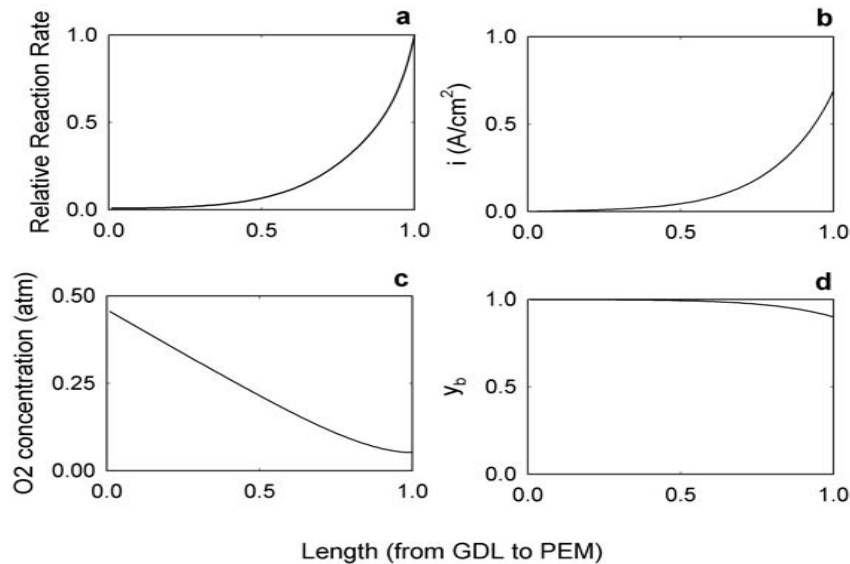 a
Relative Reaction Rate
1.0
0.5
0.0
0.0 0.5 1.0
b
i (A/cm²)
1.0
0.5
0.0
0.0 0.5 1.0
c
O2 concentration (atm)
0.50
0.25
0.00
0.0 0.5 1.0
d
y_b
1.0
0.5
0.0
0.0 0.5 1.0
Length (from GDL to PEM)